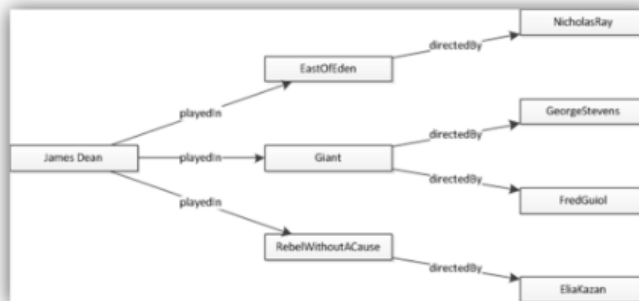 NicholasRay
directedBy
EastOfEden
playedIn
GeorgeStevens
directedBy
James Dean
playedIn
Giant
directedBy
FredGuiol
playedIn
RebelWithoutACause
directedBy
EliaKazan